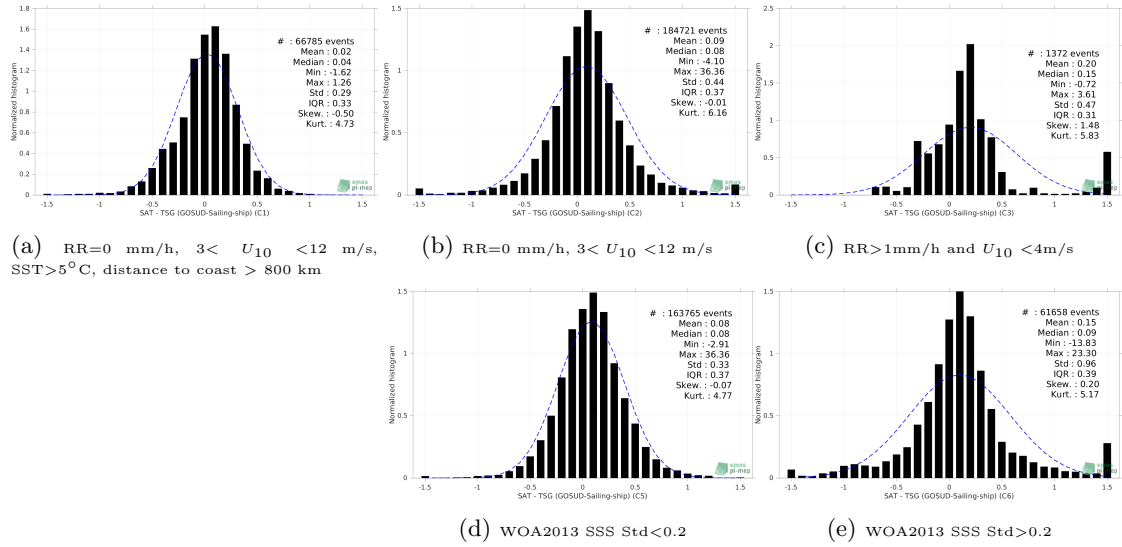 1.8
1.6
1.4
1.2
1
0.8
0.6
0.4
0.2
0
Normalized histogram
# : 66785 events
Mean : 0.02
Median : 0.04
Min : -1.62
Max : 1.26
Std : 0.29
IQR : 0.33
Skew. : -0.50
Kurt. : 4.73
smos
pi-mep
-1.5 -1 -0.5 0 0.5 1 1.5
SAT - TSG (GOSUD-Sailing-ship) (C1)
(a) RR=0 mm/h, 3< U10 <12 m/s,
SST>5°C, distance to coast > 800 km
1.5
1
0.5
0
Normalized histogram
# : 184721 events
Mean : 0.09
Median : 0.08
Min : -4.10
Max : 36.36
Std : 0.44
IQR : 0.37
Skew. : -0.01
Kurt. : 6.16
smos
pi-mep
-1.5 -1 -0.5 0 0.5 1 1.5
SAT - TSG (GOSUD-Sailing-ship) (C2)
(b) RR=0 mm/h, 3< U10 <12 m/s
2.5
2
1.5
1
0.5
0
Normalized histogram
# : 1372 events
Mean : 0.20
Median : 0.15
Min : -0.72
Max : 3.61
Std : 0.47
IQR : 0.31
Skew. : 1.48
Kurt. : 5.83
smos
pi-mep
-1.5 -1 -0.5 0 0.5 1 1.5
SAT - TSG (GOSUD-Sailing-ship) (C3)
(c) RR>1mm/h and U10 <4m/s
1.5
1
0.5
0
Normalized histogram
# : 163765 events
Mean : 0.08
Median : 0.08
Min : -2.91
Max : 36.36
Std : 0.33
IQR : 0.37
Skew. : -0.07
Kurt. : 4.77
smos
pi-mep
-1.5 -1 -0.5 0 0.5 1 1.5
SAT - TSG (GOSUD-Sailing-ship) (C5)
(d) WOA2013 SSS Std<0.2
1.5
1
0.5
0
Normalized histogram
# : 61658 events
Mean : 0.15
Median : 0.09
Min : -13.83
Max : 23.30
Std : 0.96
IQR : 0.39
Skew. : 0.20
Kurt. : 5.17
smos
pi-mep
-1.5 -1 -0.5 0 0.5 1 1.5
SAT - TSG (GOSUD-Sailing-ship) (C6)
(e) WOA2013 SSS Std>0.2